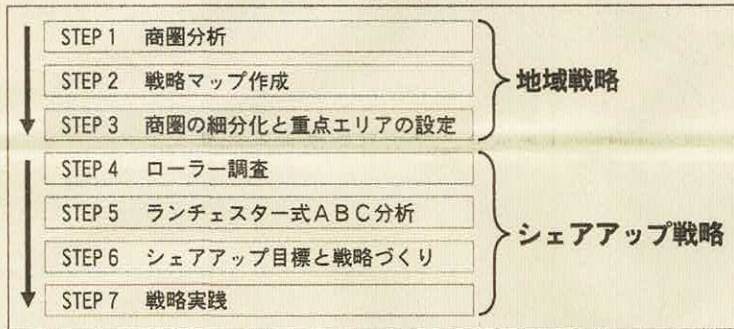 STEP 1 商圏分析
STEP 2 戦略マップ作成
STEP 3 商圏の細分化と重点エリアの設定
地域戦略
STEP 4 ローラー調査
STEP 5 ランチェスター式ABC分析
STEP 6 シェアアップ目標と戦略づくり
STEP 7 戦略実践
シェアアップ戦略